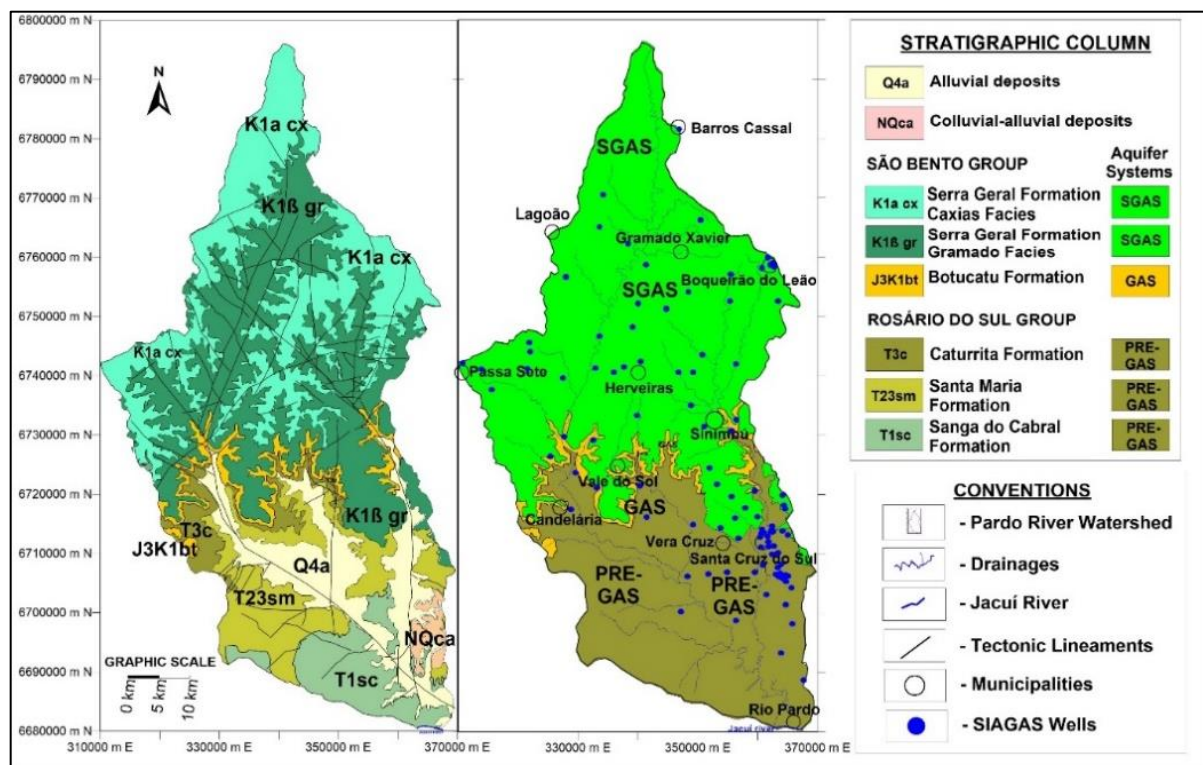 6800000 m N
6790000 m N
6780000 m N
6770000 m N
6760000 m N
6750000 m N
6740000 m N
6730000 m N
6720000 m N
6710000 m N
6700000 m N
6690000 m N
6680000 m N
N
K1a cx
K1ß gr
K1a cx
K1a cx
K1ß gr
T3c
J3K1bt
Q4a
T23sm
NQca
T1sc
GRAPHIC SCALE
0 km
5 km
10 km
310000 m E
330000 m E
350000 m E
370000 m E
SGAS
Barros Cassal
Lagoão
Gramado Xavier
Boqueirão do Leão
SGAS
Passa Sete
Herveiras
Sinimbú
GAS
Vale do Sol
Candelária
GAS
Vera Cruz
Santa Cruz do Sul
PRE-
GAS
PRE-
GAS
Rio Pardo
Jacuí river
330000 m E
350000 m E
370000 m E
STRATIGRAPHIC COLUMN
Q4a Alluvial deposits
NQca Colluvial-alluvial deposits
SÃO BENTO GROUP Aquifer Systems
K1a cx Serra Geral Formation Caxias Facies SGAS
K1ß gr Serra Geral Formation Gramado Facies SGAS
J3K1bt Botucatu Formation GAS
ROSÁRIO DO SUL GROUP
T3c Caturrita Formation PRE-GAS
T23sm Santa Maria Formation PRE-GAS
T1sc Sanga do Cabral Formation PRE-GAS
CONVENTIONS
- Pardo River Watershed
- Drainages
- Jacuí River
- Tectonic Lineaments
- Municipalities
- SIAGAS Wells